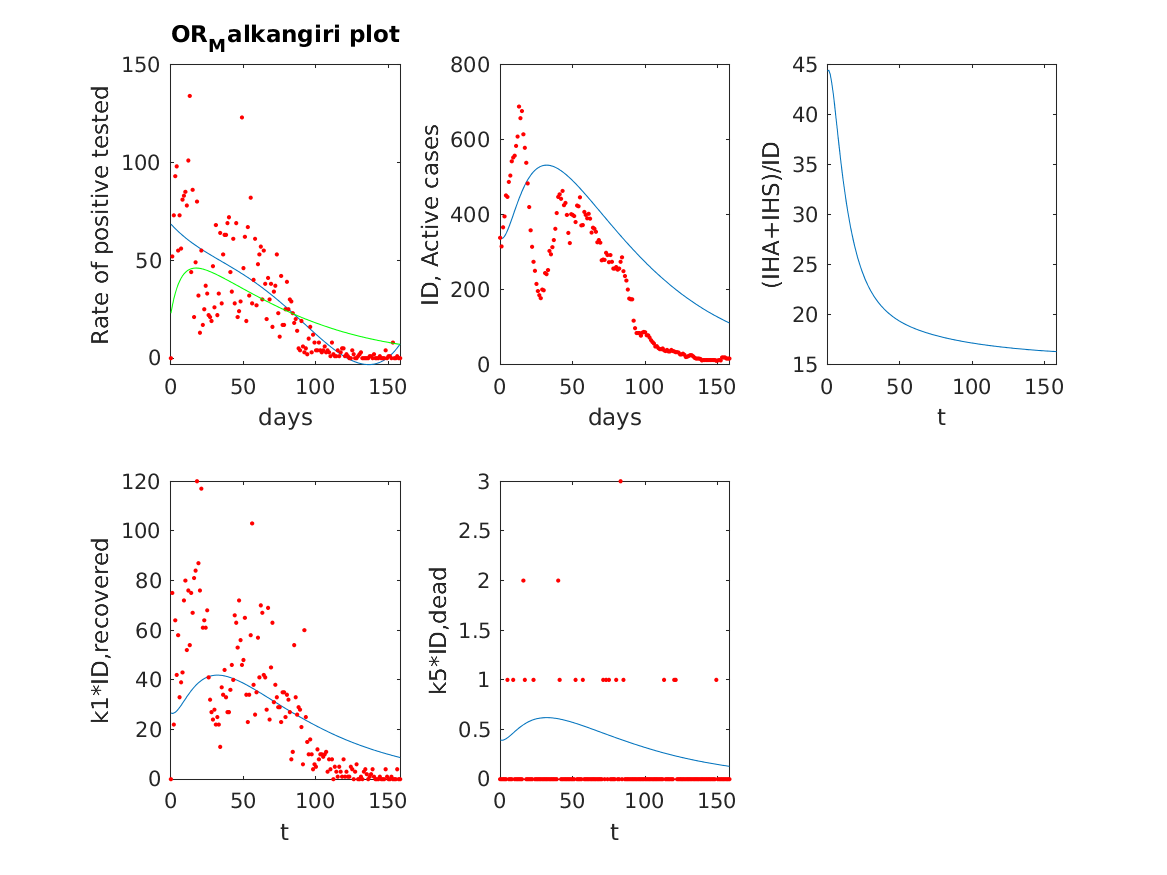 OR_Malkangiri plot
150
100
50
0
Rate of positive tested
0 50 100 150
days
800
600
400
200
0
ID, Active cases
0 50 100 150
days
45
40
35
30
25
20
15
(IHA+IHS)/ID
0 50 100 150
t
120
100
80
60
40
20
0
k1*ID,recovered
0 50 100 150
t
3
2.5
2
1.5
1
0.5
0
k5*ID,dead
0 50 100 150
t